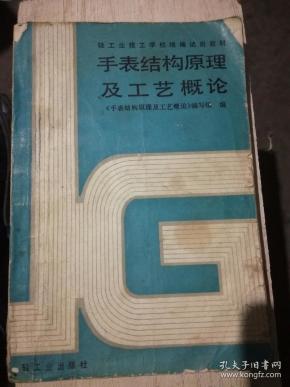 轻工业技工学校统编试用教材
手表结构原理
及工艺概论
《手表结构原理及工艺概论》编写组 编
轻工业出版社
孔夫子旧书网